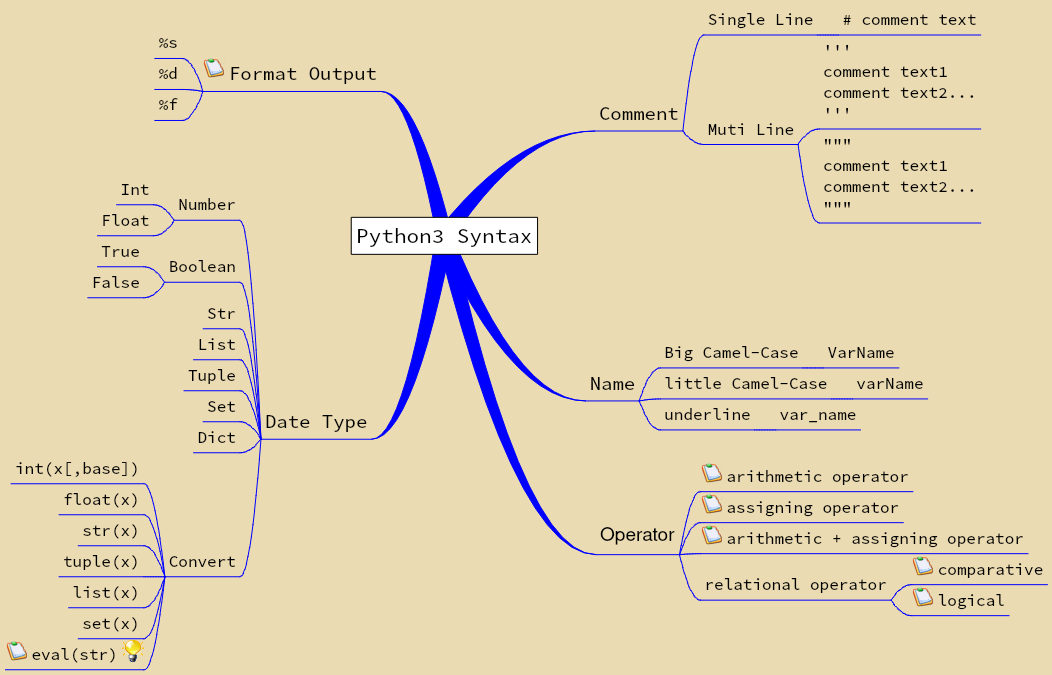 Python3 Syntax
Comment
Single Line # comment text
Muti Line
'''
comment text1
comment text2...
'''
"""
comment text1
comment text2...
"""
Name
Big Camel-Case VarName
little Camel-Case varName
underline var_name
Operator
arithmetic operator
assigning operator
arithmetic + assigning operator
relational operator
comparative
logical
Format Output
%s
%d
%f
Date Type
Number
Int
Float
Boolean
True
False
Str
List
Tuple
Set
Dict
Convert
int(x[,base])
float(x)
str(x)
tuple(x)
list(x)
set(x)
eval(str)